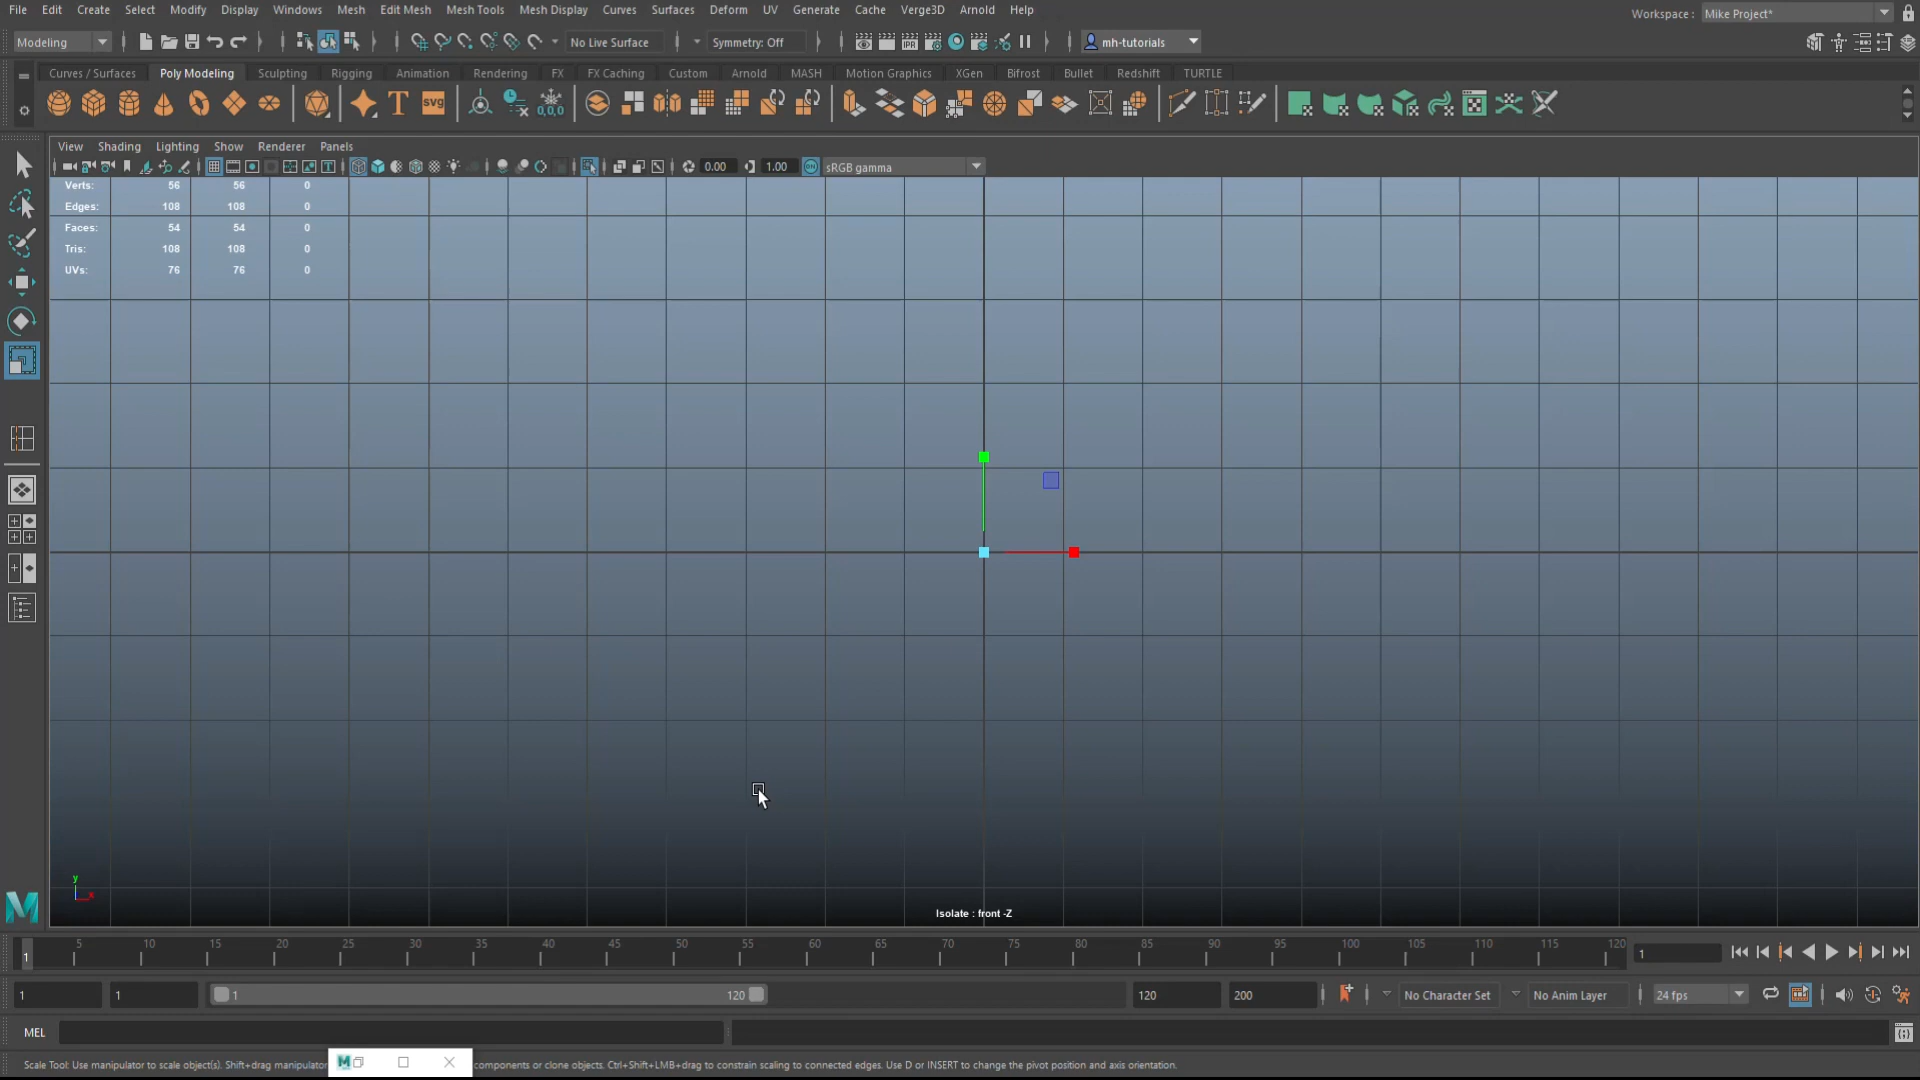 File Edit Create Select Modify Display Windows Mesh Edit Mesh Mesh Tools Mesh Display Curves Surfaces Deform UV Generate Cache Verge3D Arnold Help
Workspace : Mike Project*
Modeling No Live Surface Symmetry: Off mh-tutorials
Curves / Surfaces Poly Modeling Sculpting Rigging Animation Rendering FX FX Caching Custom Arnold MASH Motion Graphics XGen Bifrost Bullet Redshift TURTLE
View Shading Lighting Show Renderer Panels
0.00 1.00 sRGB gamma
Verts: 56 56 0
Edges: 108 108 0
Faces: 54 54 0
Tris: 108 108 0
UVs: 76 76 0
y
x
Isolate : front -Z
5 10 15 20 25 30 35 40 45 50 55 60 65 70 75 80 85 90 95 100 105 110 115 120
1 1
1 1 1 120 120 200 No Character Set No Anim Layer 24 fps
MEL
Scale Tool: Use manipulator to scale object(s). Shift+drag manipulator components or clone objects. Ctrl+Shift+LMB+drag to constrain scaling to connected edges. Use D or INSERT to change the pivot position and axis orientation.